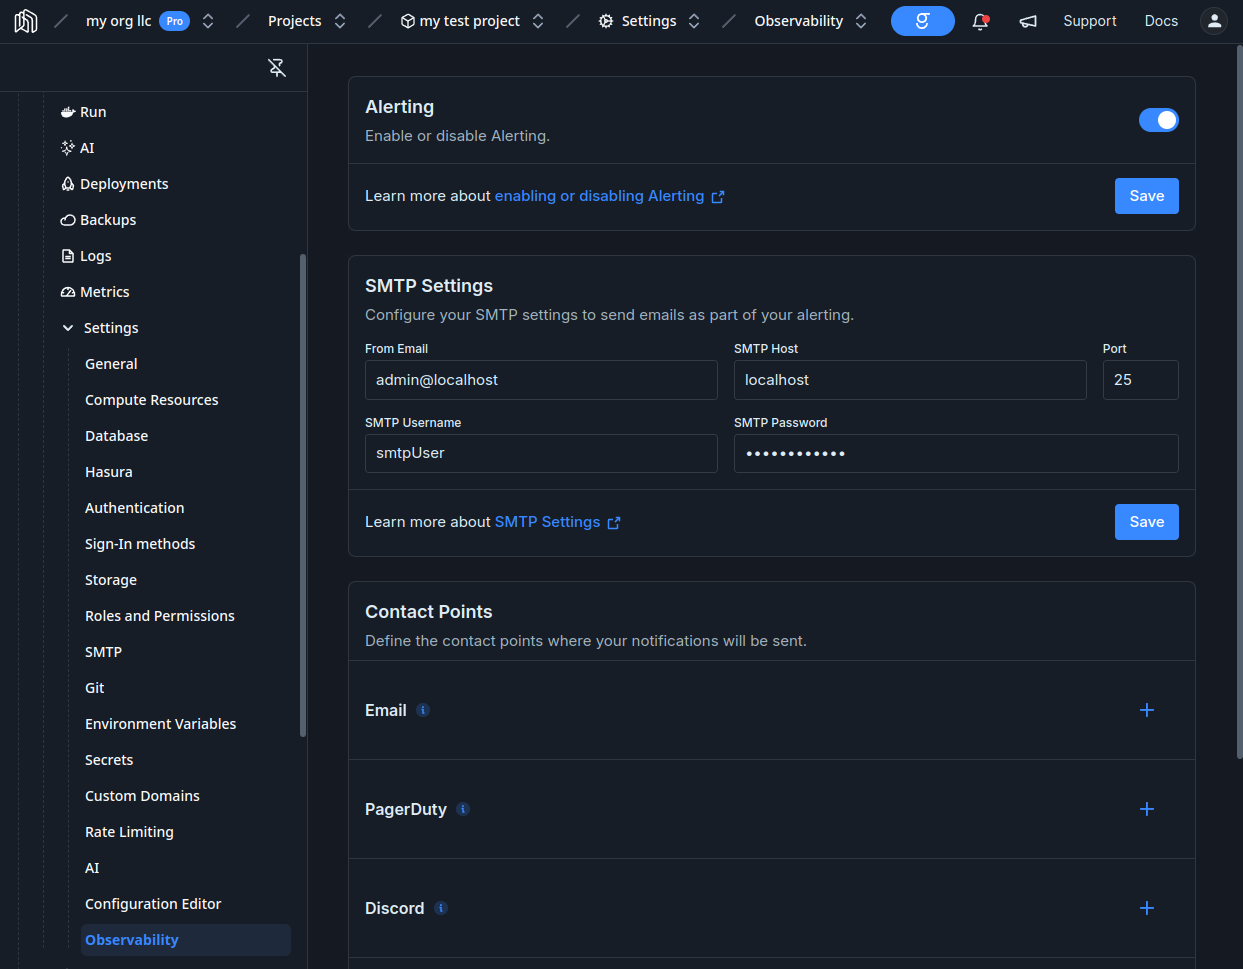 my org llc Pro Projects my test project Settings Observability Support Docs
Run
AI
Deployments
Backups
Logs
Metrics
Settings
General
Compute Resources
Database
Hasura
Authentication
Sign-In methods
Storage
Roles and Permissions
SMTP
Git
Environment Variables
Secrets
Custom Domains
Rate Limiting
AI
Configuration Editor
Observability
Alerting
Enable or disable Alerting.
Learn more about enabling or disabling Alerting
Save
SMTP Settings
Configure your SMTP settings to send emails as part of your alerting.
From Email SMTP Host Port
admin@localhost localhost 25
SMTP Username SMTP Password
smtpUser ••••••••••••
Learn more about SMTP Settings
Save
Contact Points
Define the contact points where your notifications will be sent.
Email
PagerDuty
Discord